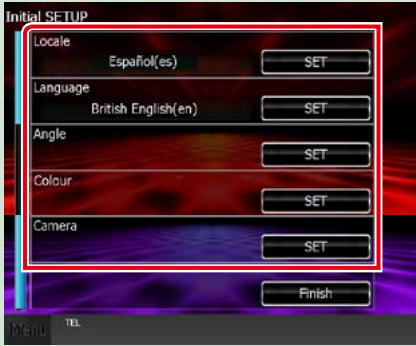 Initial SETUP
Locale
Español(es) SET
Language
British English(en) SET
Angle
SET
Colour
SET
Camera
SET
Finish
Menu TEL